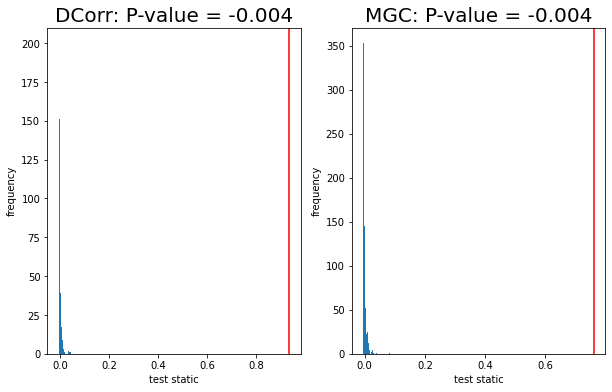 DCorr: P-value = -0.004
200
175
150
125
100
75
50
25
0
frequency
0.0 0.2 0.4 0.6 0.8
test static
MGC: P-value = -0.004
350
300
250
200
150
100
50
0
frequency
0.0 0.2 0.4 0.6
test static